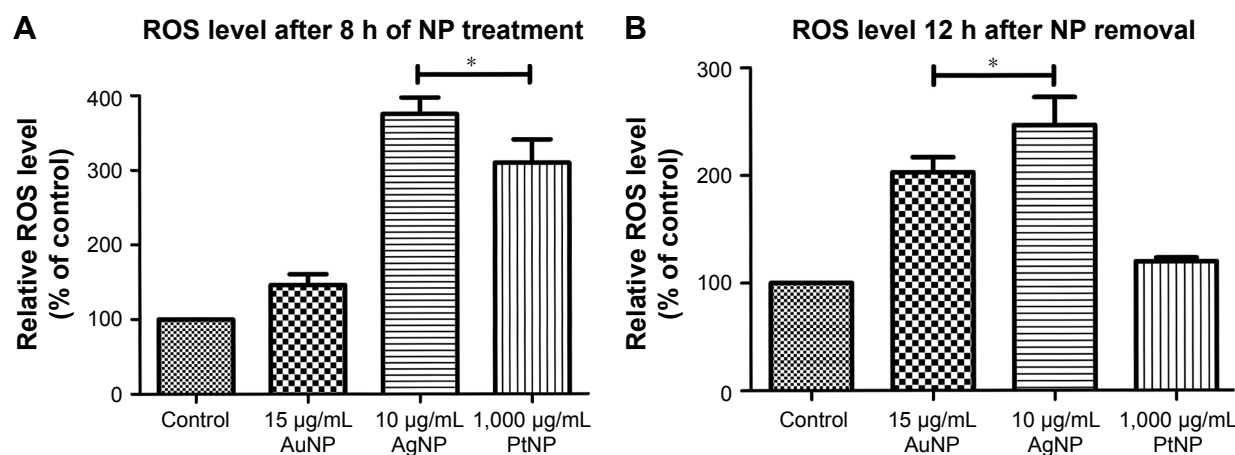 A ROS level after 8 h of NP treatment
Relative ROS level
(% of control)
400
300
200
100
0
*
Control
15 µg/mL
AuNP
10 µg/mL
AgNP
1,000 µg/mL
PtNP
B ROS level 12 h after NP removal
Relative ROS level
(% of control)
300
200
100
0
*
Control
15 µg/mL
AuNP
10 µg/mL
AgNP
1,000 µg/mL
PtNP